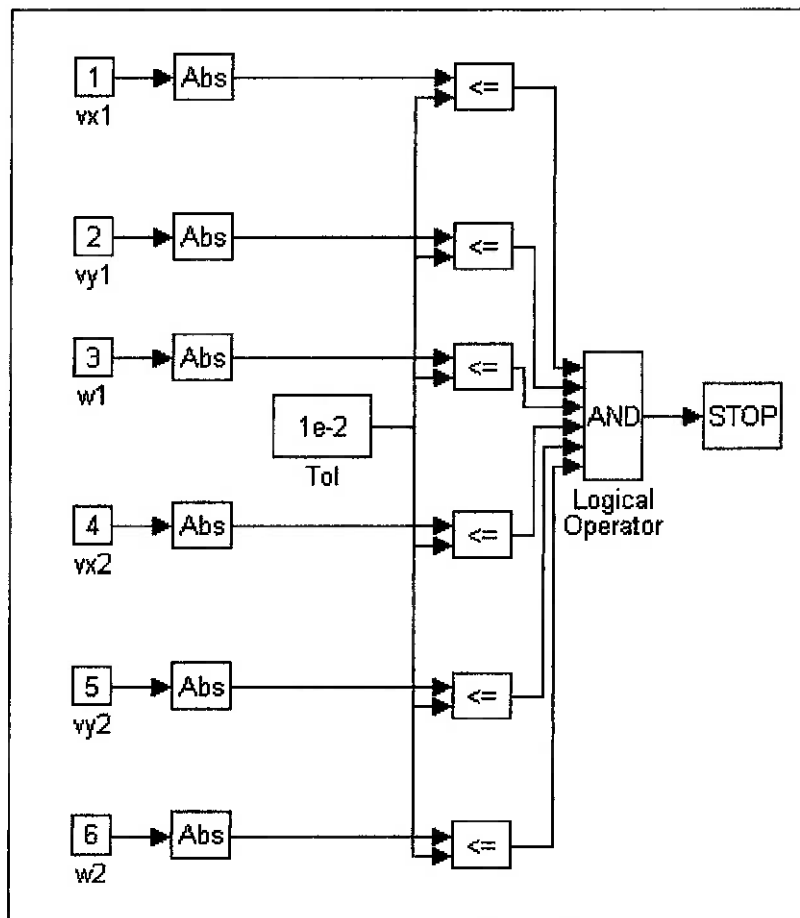 1 Abs <=
vx1
2 Abs <=
vy1
3 Abs <=
w1
1e-2 AND STOP
Tol
Logical
Operator
4 Abs <=
vx2
5 Abs <=
vy2
6 Abs <=
w2